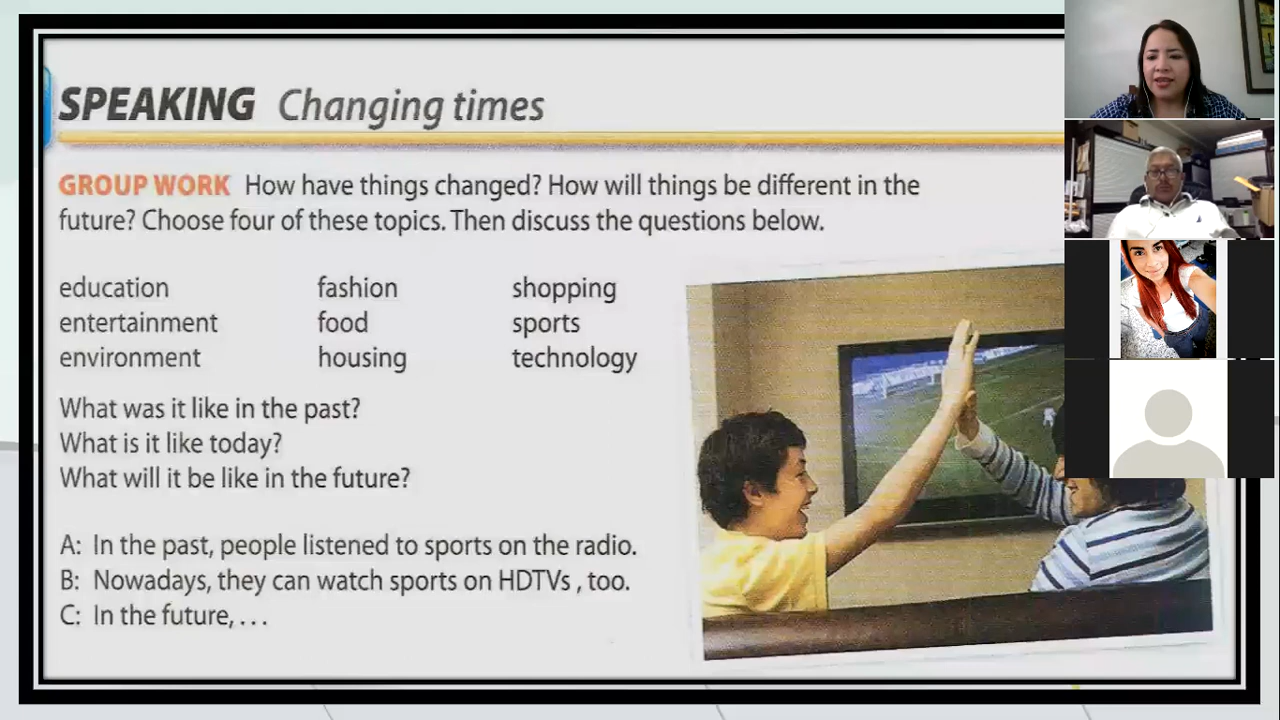 SPEAKING Changing times
GROUP WORK How have things changed? How will things be different in the
future? Choose four of these topics. Then discuss the questions below.
education fashion shopping
entertainment food sports
environment housing technology
What was it like in the past?
What is it like today?
What will it be like in the future?
A: In the past, people listened to sports on the radio.
B: Nowadays, they can watch sports on HDTVs , too.
C: In the future, . . .